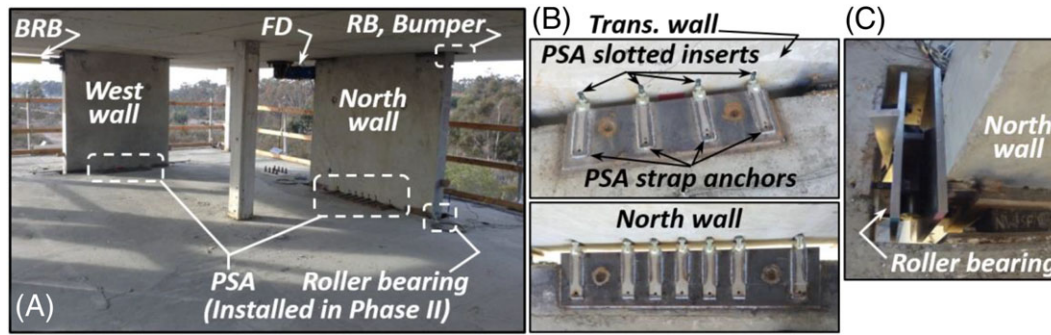 BRB
FD
RB, Bumper
West
wall
North
wall
PSA
Roller bearing
(Installed in Phase II)
(A)
(B)
Trans. wall
PSA slotted inserts
PSA strap anchors
North wall
(C)
North
wall
Roller bearing